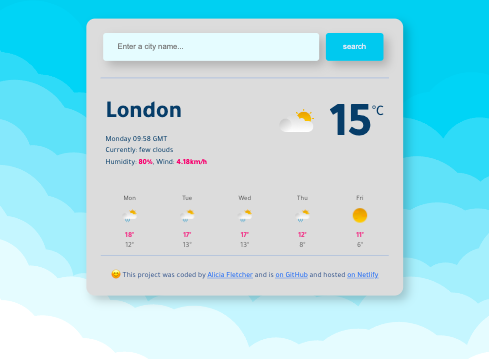 Enter a city name...
search
London
15 °C
Monday 09:58 GMT
Currently: few clouds
Humidity: 80%, Wind: 4.18km/h
Mon Tue Wed Thu Fri
18° 17° 17° 12° 11°
12° 13° 13° 8° 6°
This project was coded by Alicia Fletcher and is on GitHub and hosted on Netlify